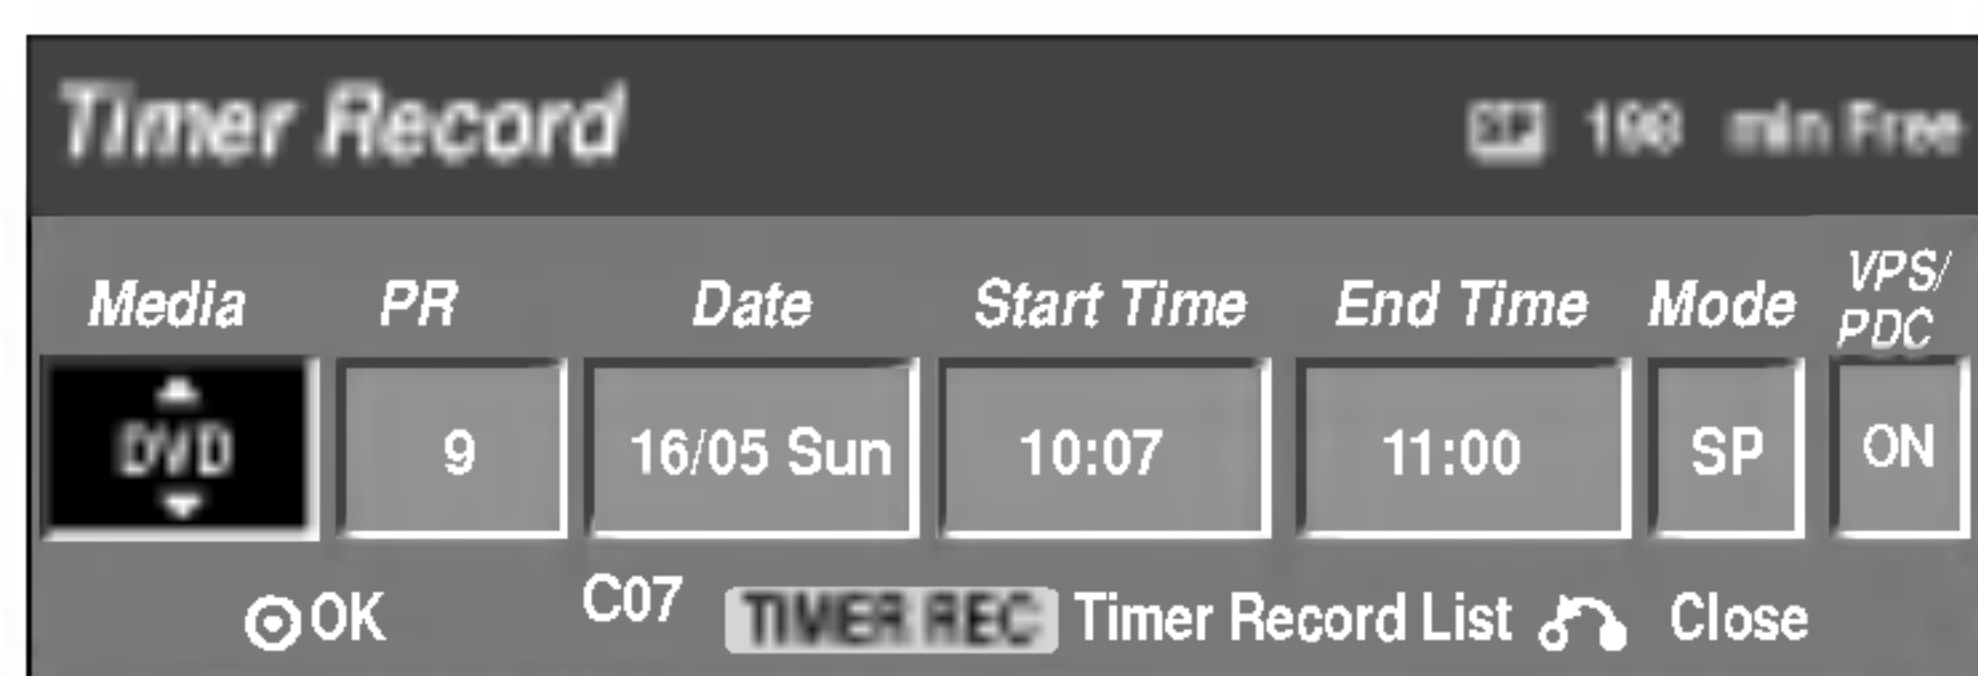 Timer Record SP 198 min Free
Media PR Date Start Time End Time Mode VPS/
PDC
DVD 9 16/05 Sun 10:07 11:00 SP ON
OK C07 TIMER REC Timer Record List Close